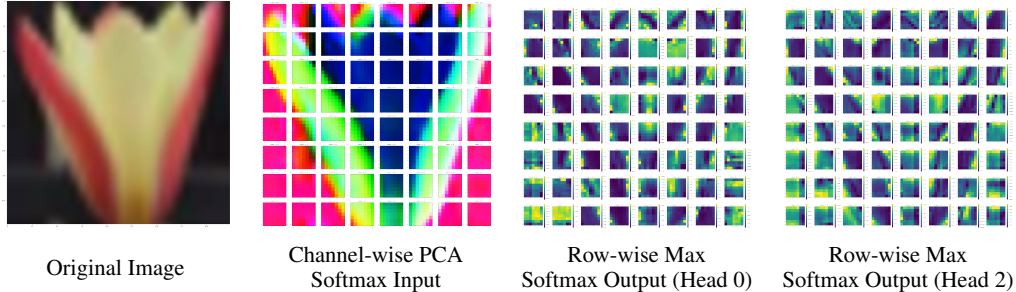 Original Image
Channel-wise PCA
Softmax Input
Row-wise Max
Softmax Output (Head 0)
Row-wise Max
Softmax Output (Head 2)